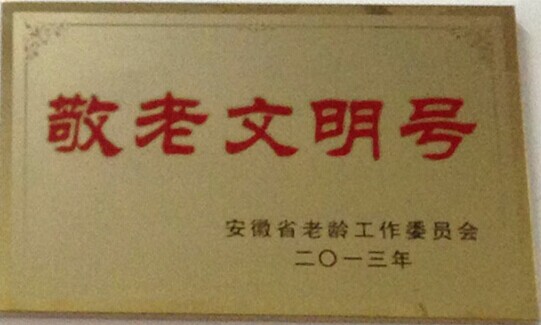 敬老文明号
安徽省老龄工作委员会
二〇一三年